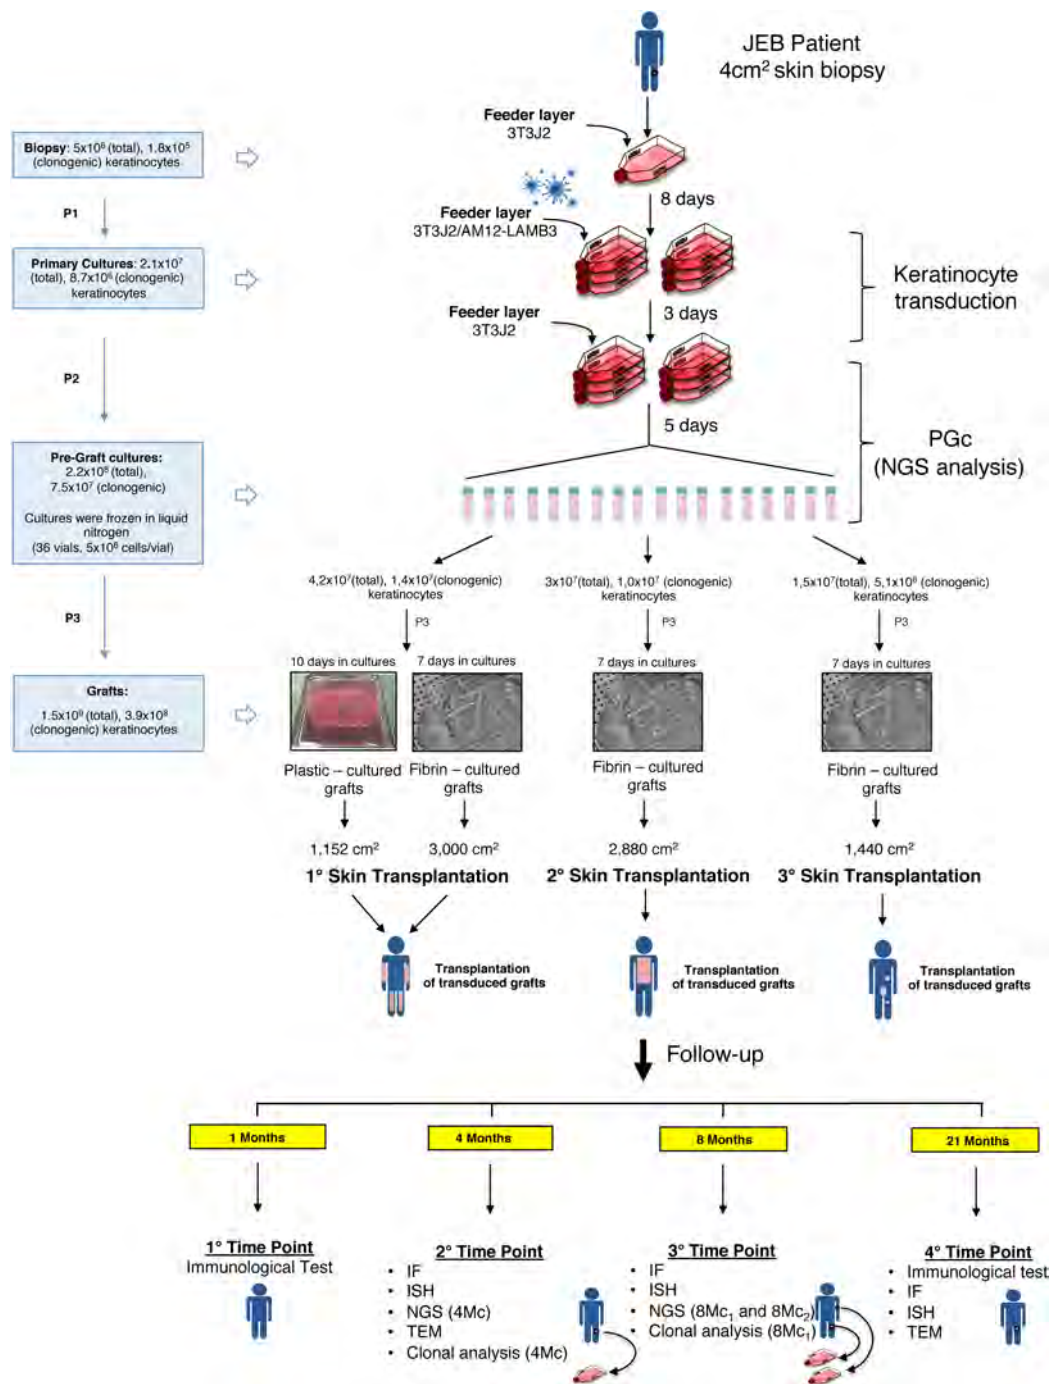 JEB Patient
4cm² skin biopsy
Feeder layer
3T3J2
Biopsy: 5x10⁶ (total), 1.8x10⁵
(clonogenic) keratinocytes
8 days
P1
Feeder layer
3T3J2/AM12-LAMB3
Primary Cultures: 2.1x10⁷
(total), 8.7x10⁶ (clonogenic)
keratinocytes
Keratinocyte
transduction
Feeder layer
3T3J2
3 days
P2
5 days
PGc
(NGS analysis)
Pre-Graft cultures:
2.2x10⁸ (total),
7.5x10⁷ (clonogenic)
Cultures were frozen in liquid
nitrogen
(36 vials, 5x10⁶ cells/vial)
4,2x10⁷(total), 1,4x10⁷(clonogenic)
keratinocytes
3x10⁷(total), 1,0x10⁷ (clonogenic)
keratinocytes
1,5x10⁷(total), 5,1x10⁶ (clonogenic)
keratinocytes
P3
P3
P3
P3
10 days in cultures
7 days in cultures
7 days in cultures
7 days in cultures
Grafts:
1.5x10⁹ (total), 3.9x10⁸
(clonogenic) keratinocytes
Plastic – cultured
grafts
Fibrin – cultured
grafts
Fibrin – cultured
grafts
Fibrin – cultured
grafts
1,152 cm²
3,000 cm²
2,880 cm²
1,440 cm²
1° Skin Transplantation
2° Skin Transplantation
3° Skin Transplantation
Transplantation
of transduced grafts
Transplantation
of transduced grafts
Transplantation
of transduced grafts
Follow-up
1 Months
4 Months
8 Months
21 Months
1° Time Point
Immunological Test
2° Time Point
• IF
• ISH
• NGS (4Mc)
• TEM
• Clonal analysis (4Mc)
3° Time Point
• IF
• ISH
• NGS (8Mc₁ and 8Mc₂)
• Clonal analysis (8Mc₁)
4° Time Point
• Immunological test
• IF
• ISH
• TEM